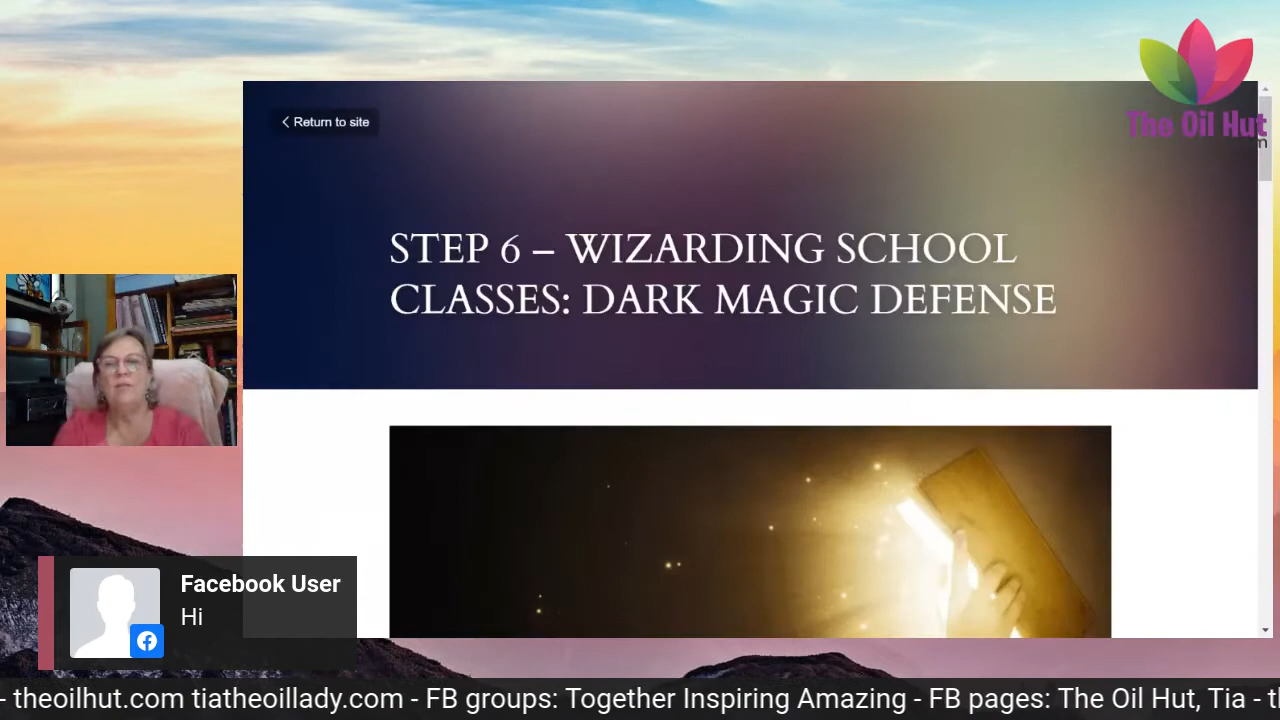 The Oil Hut
Return to site
STEP 6 – WIZARDING SCHOOL
CLASSES: DARK MAGIC DEFENSE
Facebook User
Hi
- theoilhut.com tiatheoillady.com - FB groups: Together Inspiring Amazing - FB pages: The Oil Hut, Tia - t